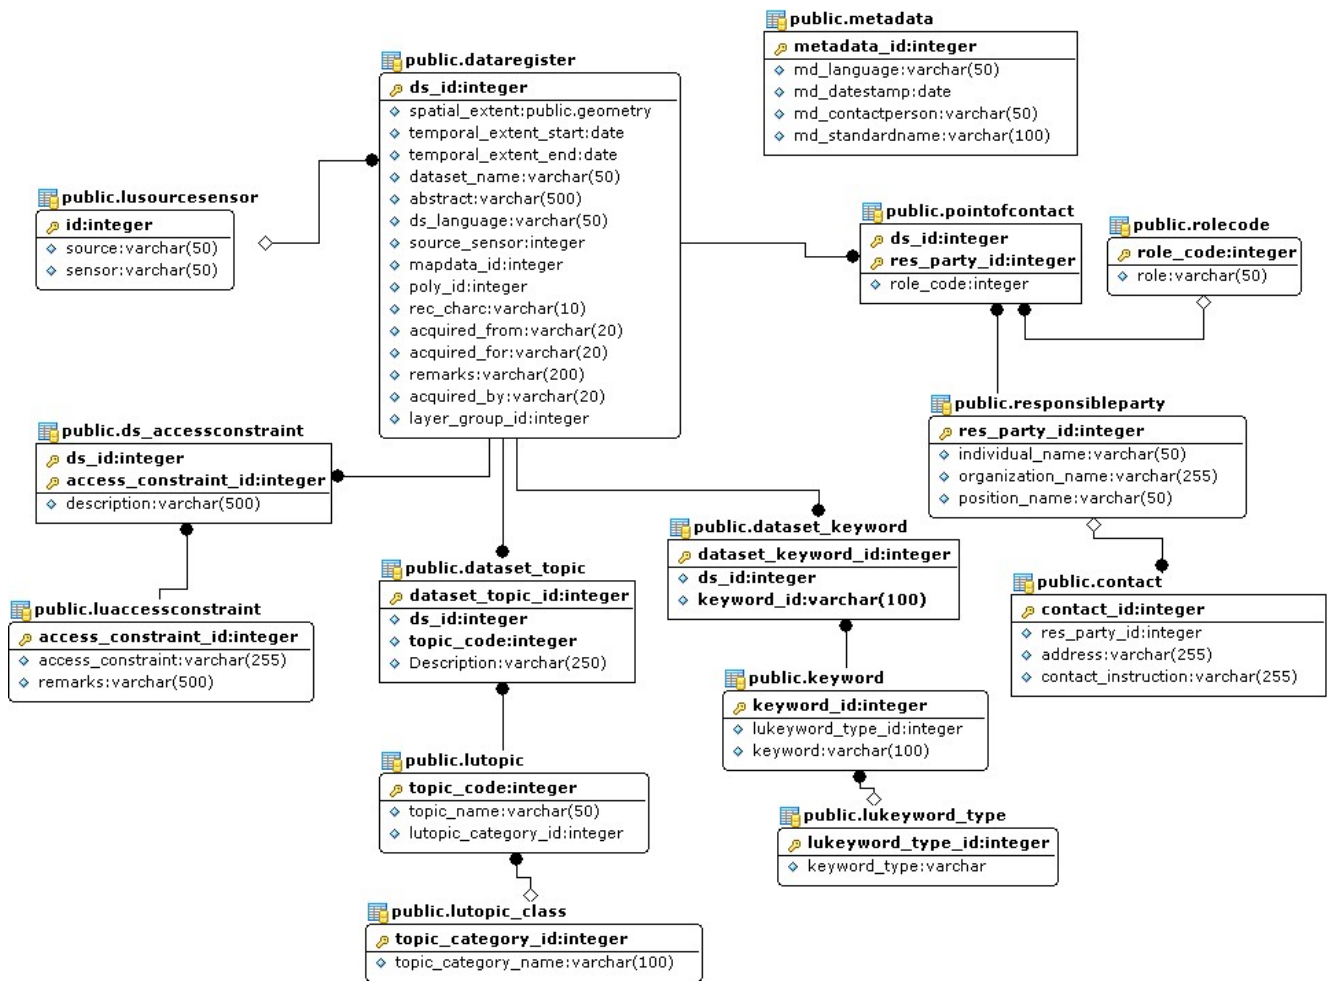 public.metadata
metadata_id:integer
md_language:varchar(50)
md_datestamp:date
md_contactperson:varchar(50)
md_standardname:varchar(100)
public.dataregister
ds_id:integer
spatial_extent:public.geometry
temporal_extent_start:date
temporal_extent_end:date
dataset_name:varchar(50)
abstract:varchar(500)
ds_language:varchar(50)
source_sensor:integer
mapdata_id:integer
poly_id:integer
rec_charc:varchar(10)
acquired_from:varchar(20)
acquired_for:varchar(20)
remarks:varchar(200)
acquired_by:varchar(20)
layer_group_id:integer
public.lusourcesensor
id:integer
source:varchar(50)
sensor:varchar(50)
public.pointofcontact
ds_id:integer
res_party_id:integer
role_code:integer
public.rolecode
role_code:integer
role:varchar(50)
public.responsibleparty
res_party_id:integer
individual_name:varchar(50)
organization_name:varchar(255)
position_name:varchar(50)
public.ds_accessconstraint
ds_id:integer
access_constraint_id:integer
description:varchar(500)
public.dataset_keyword
dataset_keyword_id:integer
ds_id:integer
keyword_id:varchar(100)
public.dataset_topic
dataset_topic_id:integer
ds_id:integer
topic_code:integer
Description:varchar(250)
public.contact
contact_id:integer
res_party_id:integer
address:varchar(255)
contact_instruction:varchar(255)
public.luaccessconstraint
access_constraint_id:integer
access_constraint:varchar(255)
remarks:varchar(500)
public.keyword
keyword_id:integer
lukeyword_type_id:integer
keyword:varchar(100)
public.lutopic
topic_code:integer
topic_name:varchar(50)
lutopic_category_id:integer
public.lukeyword_type
lukeyword_type_id:integer
keyword_type:varchar
public.lutopic_class
topic_category_id:integer
topic_category_name:varchar(100)